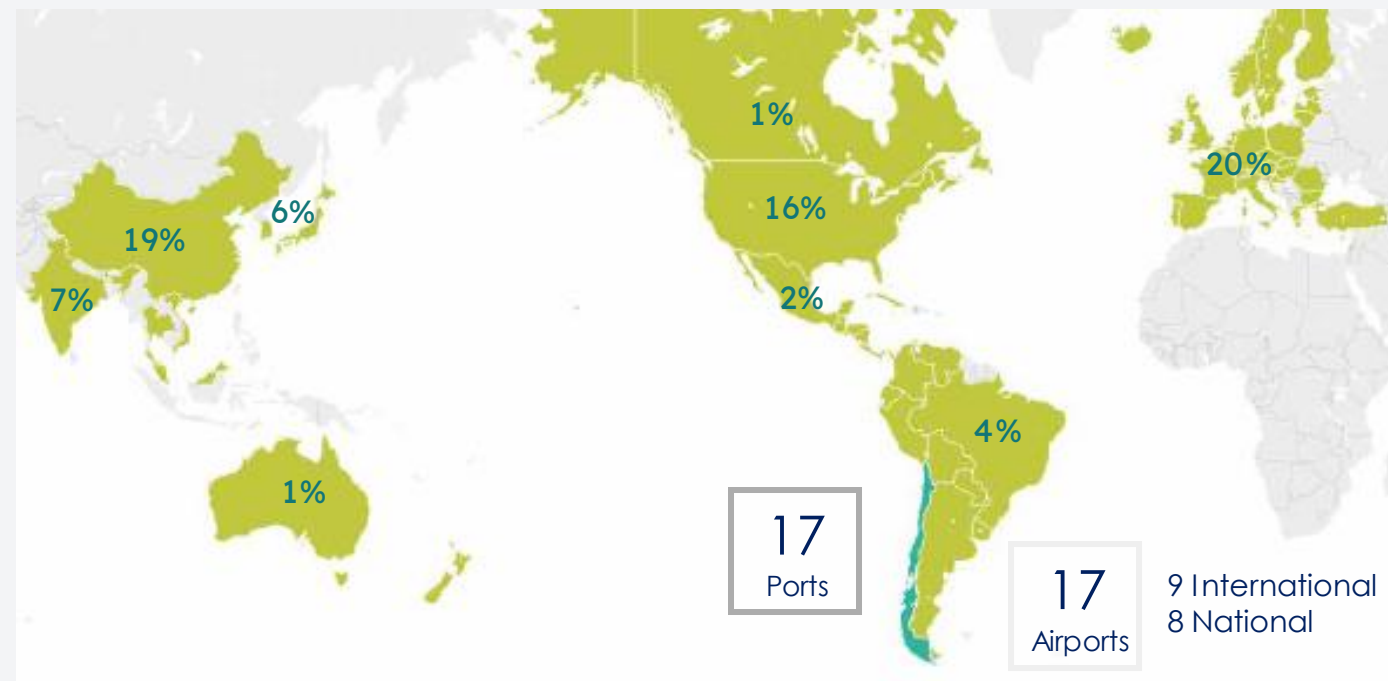 1%
20%
16%
6%
19%
7%
2%
4%
1%
17
Ports
17
Airports
9 International
8 National